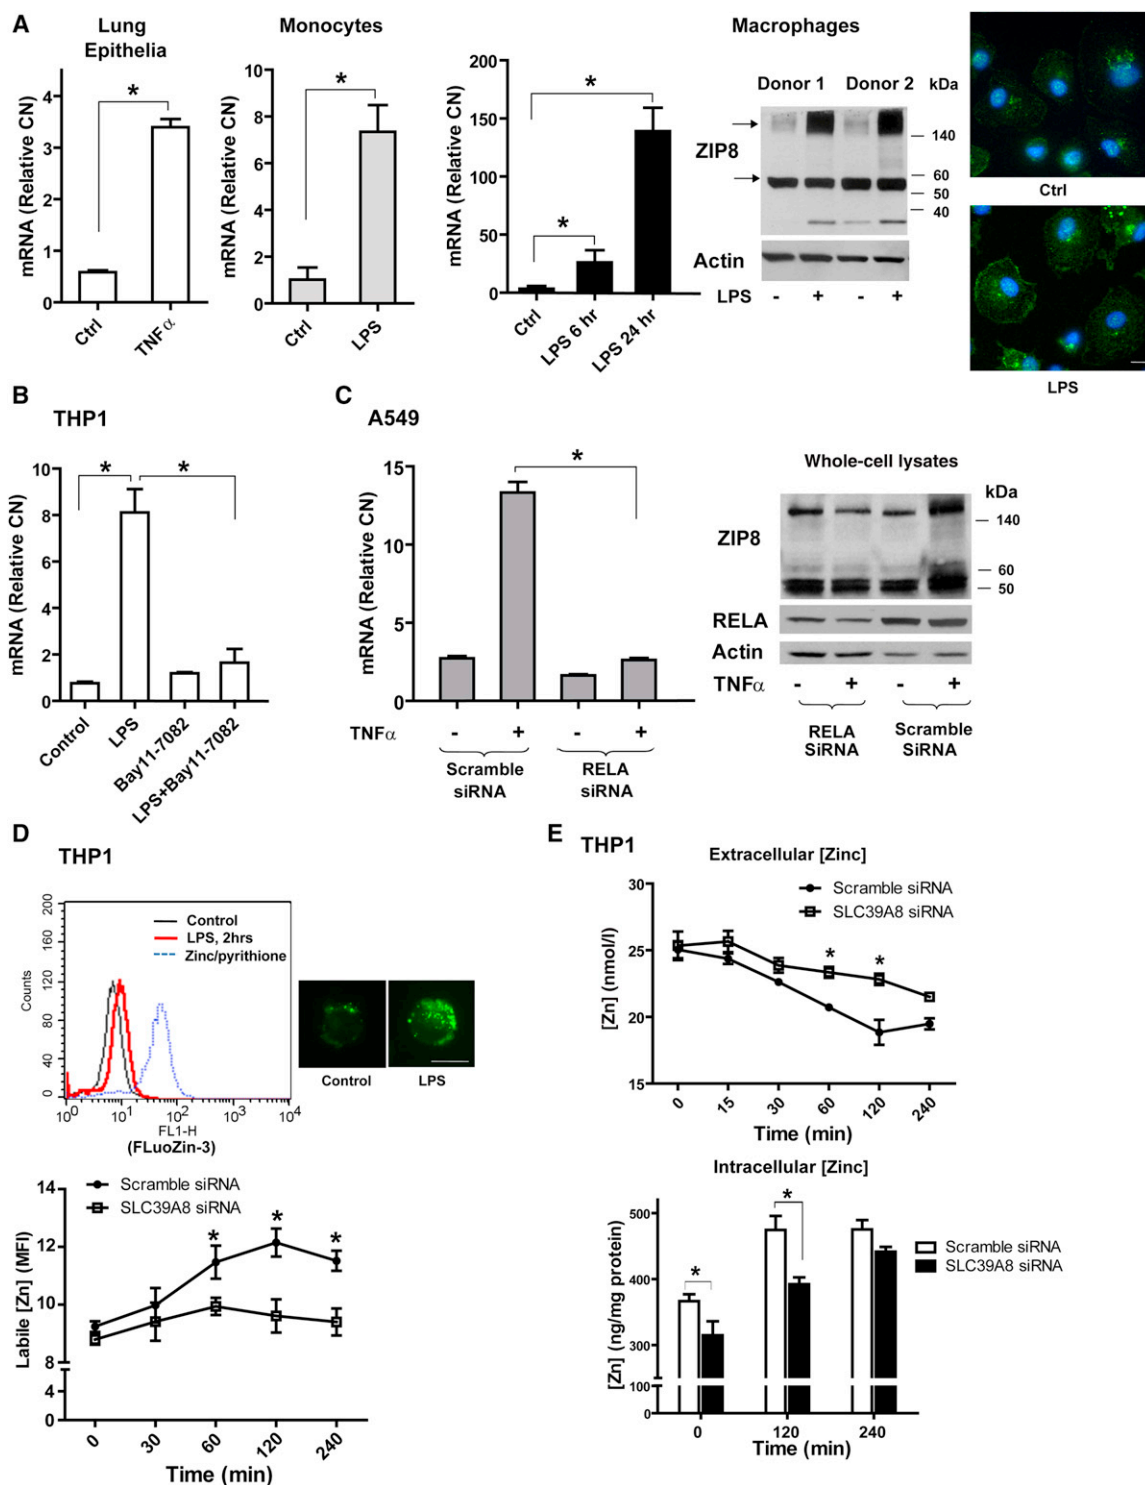 A
Lung
Epithelia
Monocytes
Macrophages
mRNA (Relative CN)
4
3
2
1
0
*
Ctrl
TNFα
mRNA (Relative CN)
10
8
6
4
2
0
*
Ctrl
LPS
mRNA (Relative CN)
200
150
100
50
0
*
*
Ctrl
LPS 6 hr
LPS 24 hr
Donor 1 Donor 2 kDa
ZIP8
140
60
50
40
Actin
LPS - + - +
Ctrl
LPS
B
THP1
mRNA (Relative CN)
10
8
6
4
2
0
* *
Control
LPS
Bay11-7082
LPS+Bay11-7082
C
A549
mRNA (Relative CN)
15
10
5
0
*
TNFα - + - +
Scramble
siRNA
RELA
siRNA
Whole-cell lysates
kDa
ZIP8
140
60
50
RELA
Actin
TNFα - + - +
RELA
SiRNA
Scramble
SiRNA
D
THP1
Counts
200
160
120
80
40
0
Control
LPS, 2hrs
Zinc/pyrithione
10^0 10^1 10^2 10^3 10^4
FL1-H
(FLuoZin-3)
Control
LPS
Scramble siRNA
SLC39A8 siRNA
Labile [Zn] (MFI)
14
12
10
8
4
0
* * *
0 30 60 120 240
Time (min)
E
THP1
Extracellular [Zinc]
Scramble siRNA
SLC39A8 siRNA
[Zn] (nmol/l)
30
25
20
15
* *
0 15 30 60 120 240
Time (min)
Intracellular [Zinc]
[Zn] (ng/mg protein)
500
400
300
100
0
* *
Scramble siRNA
SLC39A8 siRNA
0 120 240
Time (min)